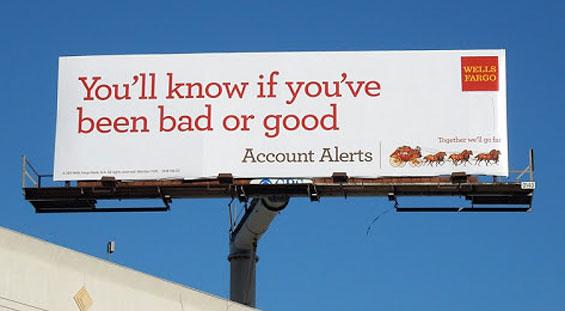 You'll know if you've
been bad or good
WELLS
FARGO
Account Alerts
Together we'll go far